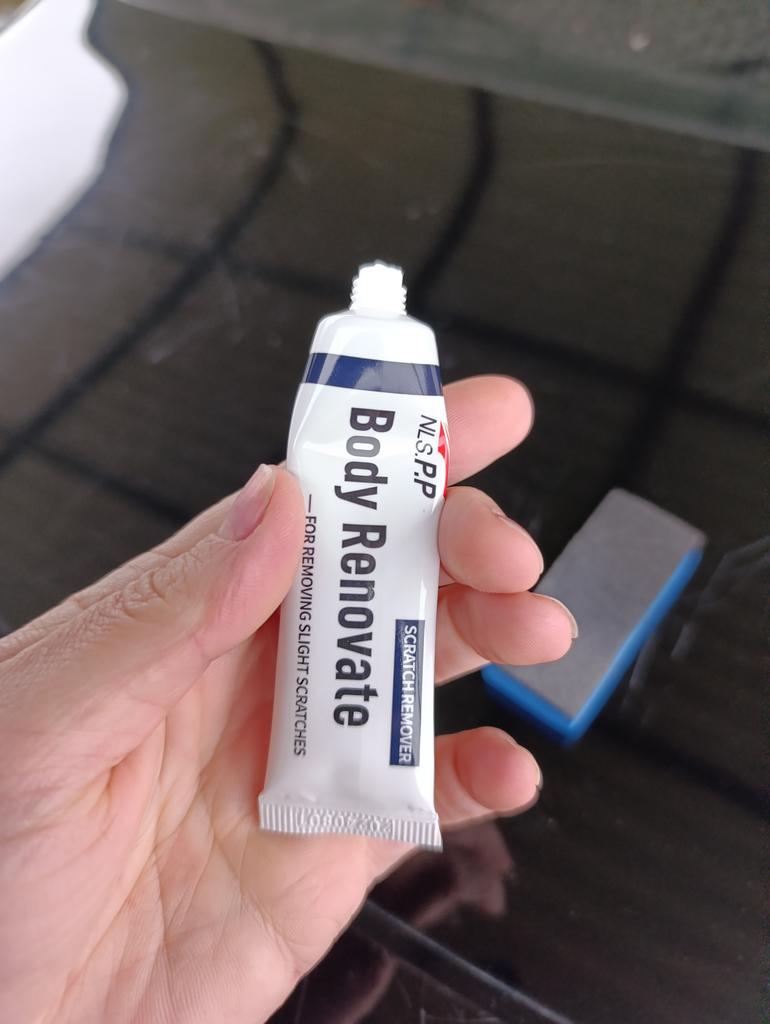 NLS.P.P
SCRATCH REMOVER
Body Renovate
—FOR REMOVING SLIGHT SCRATCHES